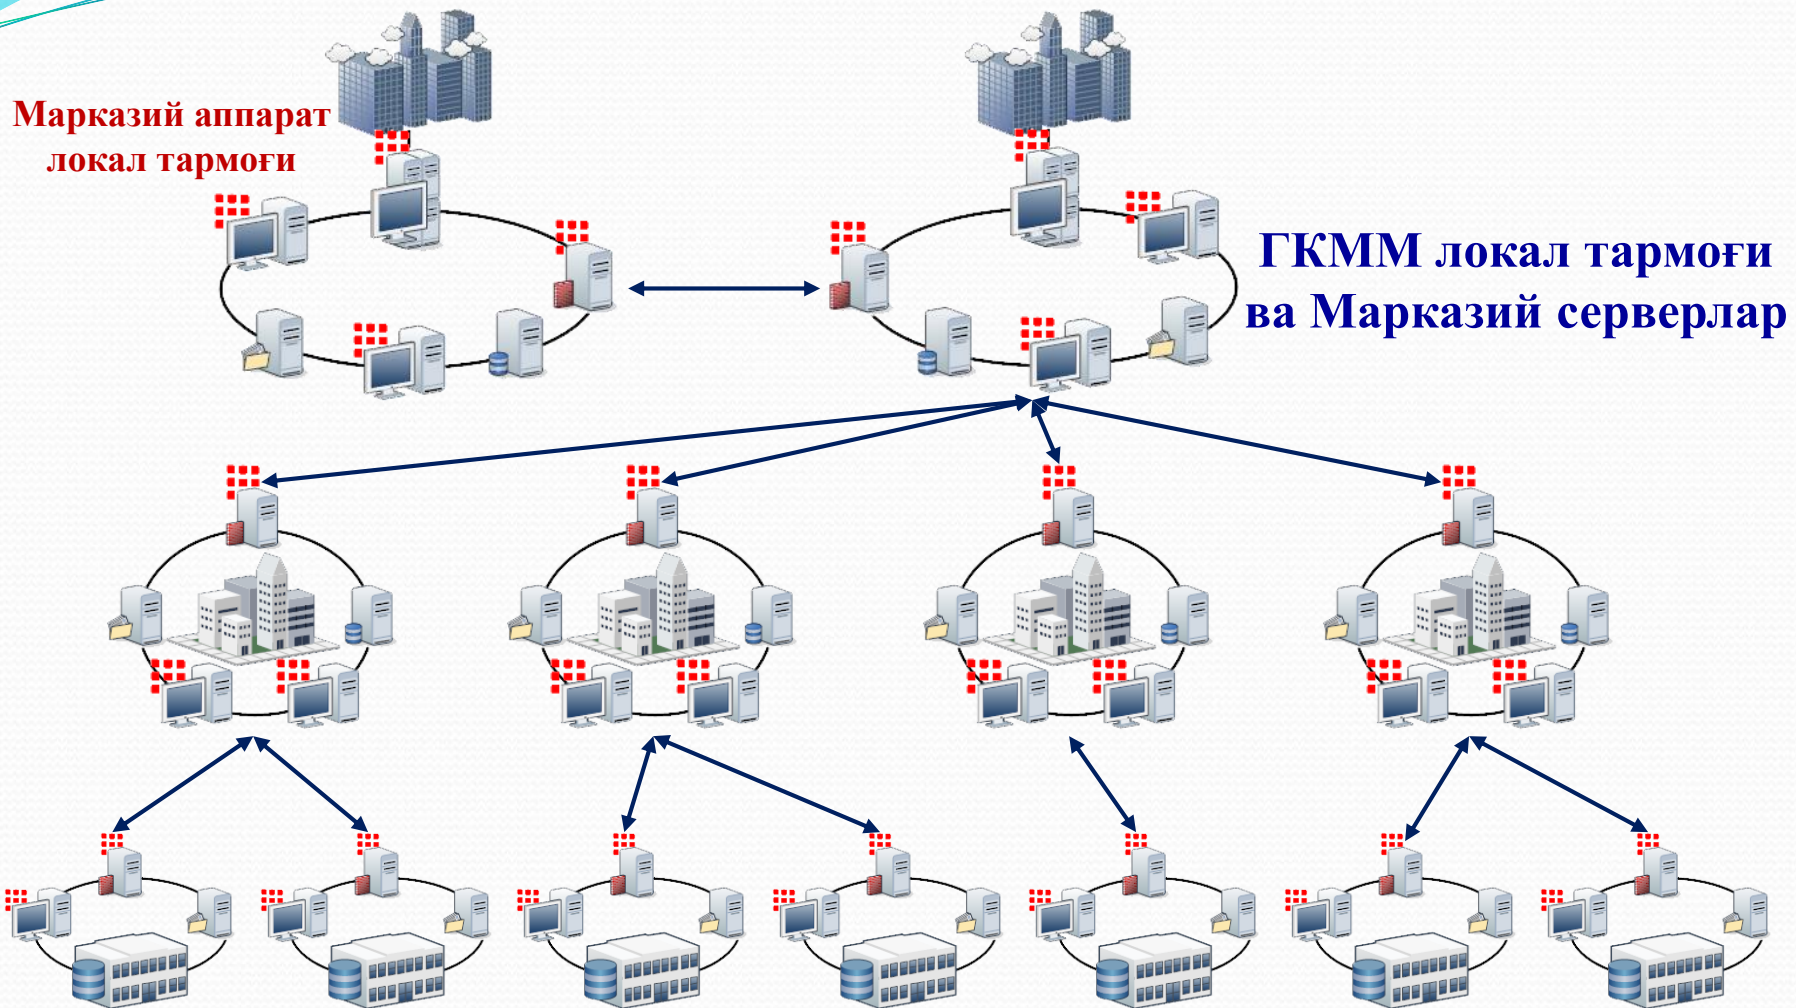 Марказий аппарат
локал тармоғи
ГКММ локал тармоғи
ва Марказий серверлар